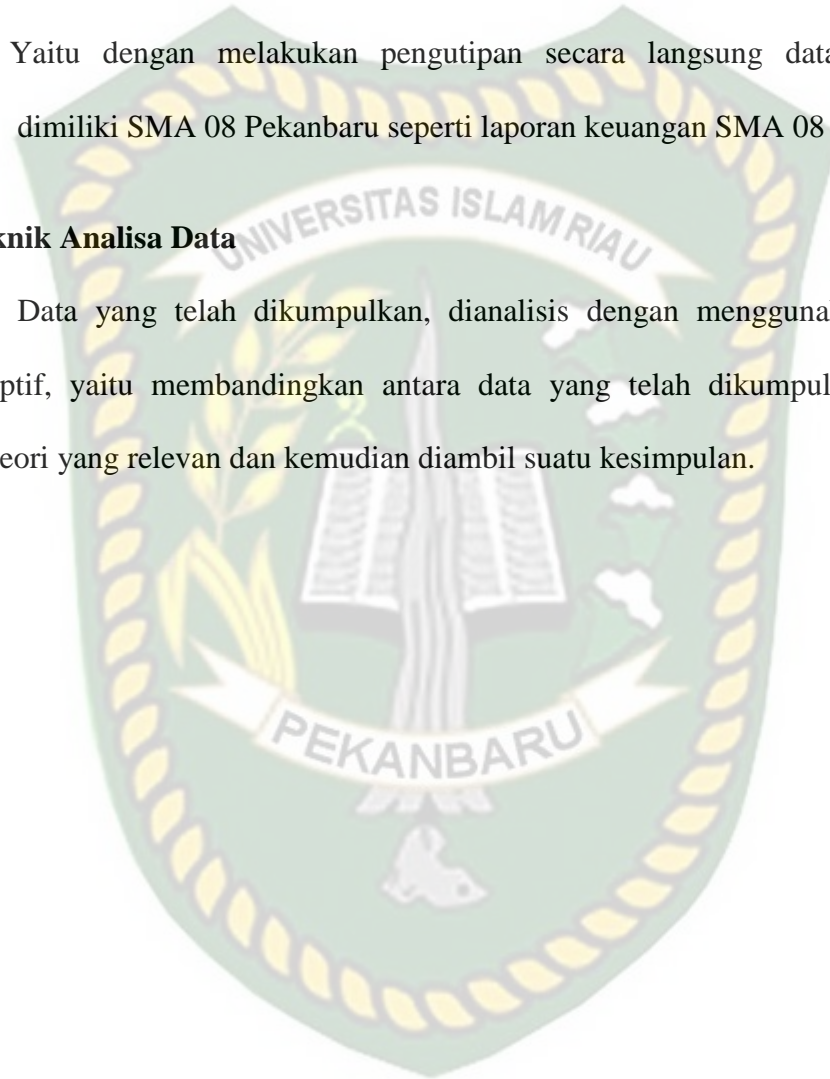 Yaitu dengan melakukan pengutipan secara langsung data
dimiliki SMA 08 Pekanbaru seperti laporan keuangan SMA 08
UNIVERSITAS ISLAM RIAU
knik Analisa Data
Data yang telah dikumpulkan, dianalisis dengan mengguna
ptif, yaitu membandingkan antara data yang telah dikumpul
eori yang relevan dan kemudian diambil suatu kesimpulan.
PEKANBARU